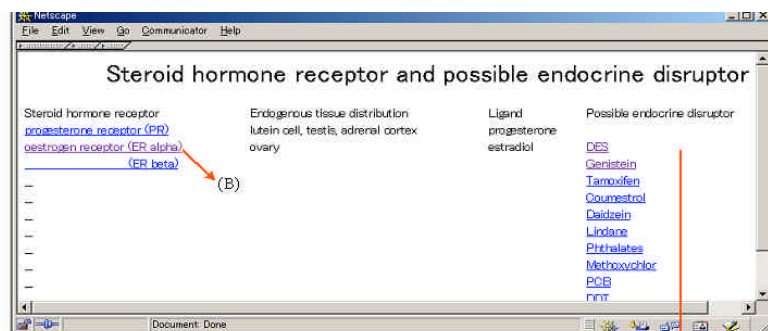 Netscape
File Edit View Go Communicator Help
Steroid hormone receptor and possible endocrine disruptor
Steroid hormone receptor Endogenous tissue distribution Ligand Possible endocrine disruptor
progesterone receptor (PR) lutein cell, testis, adrenal cortex progesterone
oestrogen receptor (ER alpha) ovary estradiol DES
(ER beta) Genistein
(B) Tamoxifen
Coumestrol
Daidzein
Lindane
Phthalates
Methoxychlor
PCB
DDT
Document: Done